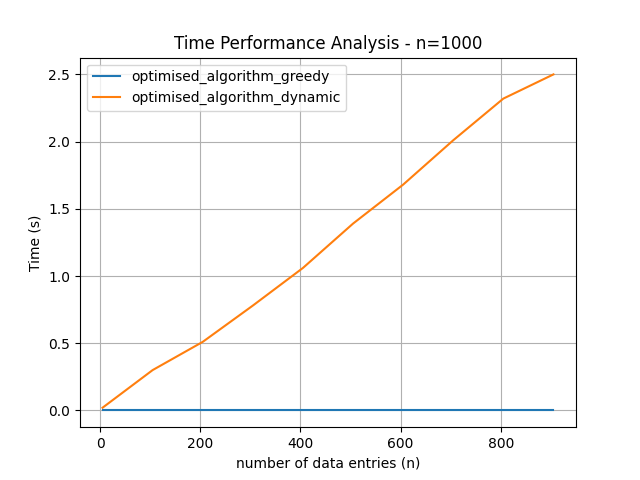 Time Performance Analysis - n=1000
optimised_algorithm_greedy
optimised_algorithm_dynamic
2.5
2.0
1.5
1.0
0.5
0.0
Time (s)
0 200 400 600 800
number of data entries (n)